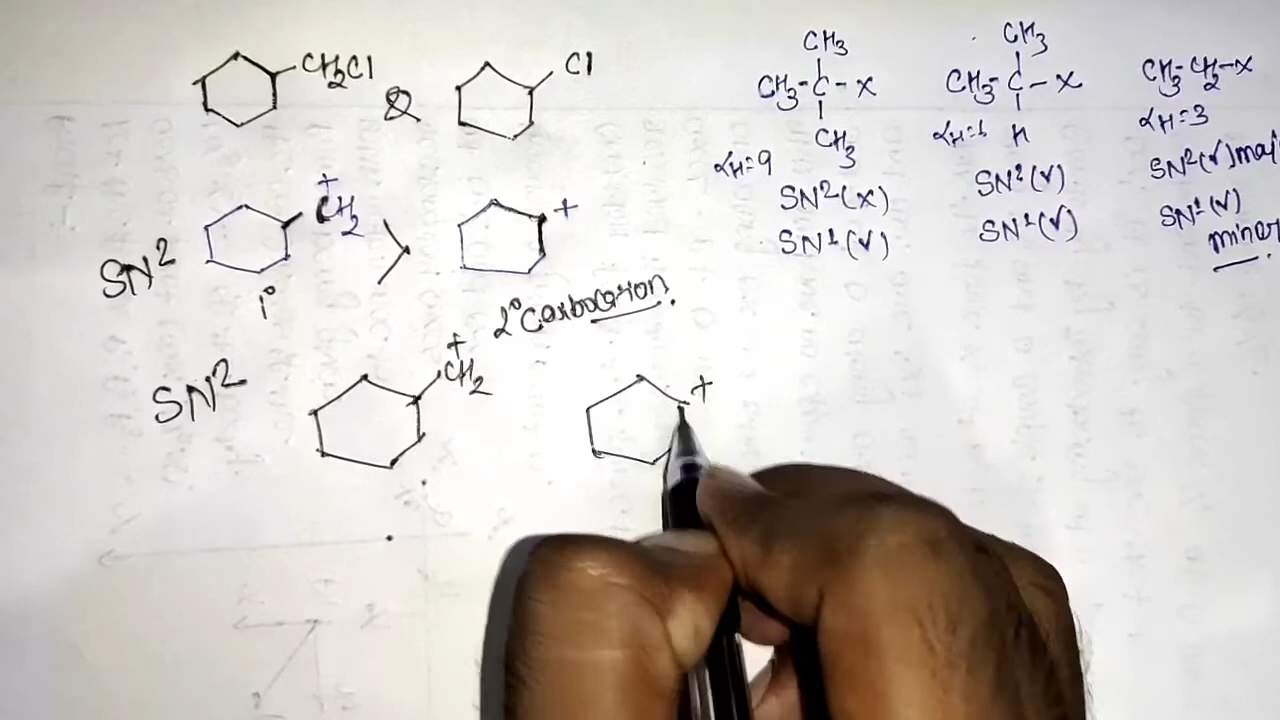 CH2Cl
&
Cl
SN2
+
CH2
1°
>
+
2° Carbocation.
SN2
+
CH2
+
CH3
CH3-C-X
CH3
αH=9
SN2(x)
SN1(✓)
CH3
CH3-C-X
H
SN2(✓)
SN1(✓)
CH3-CH2-X
αH=3
SN2(✓)
SN1(✓)
minor